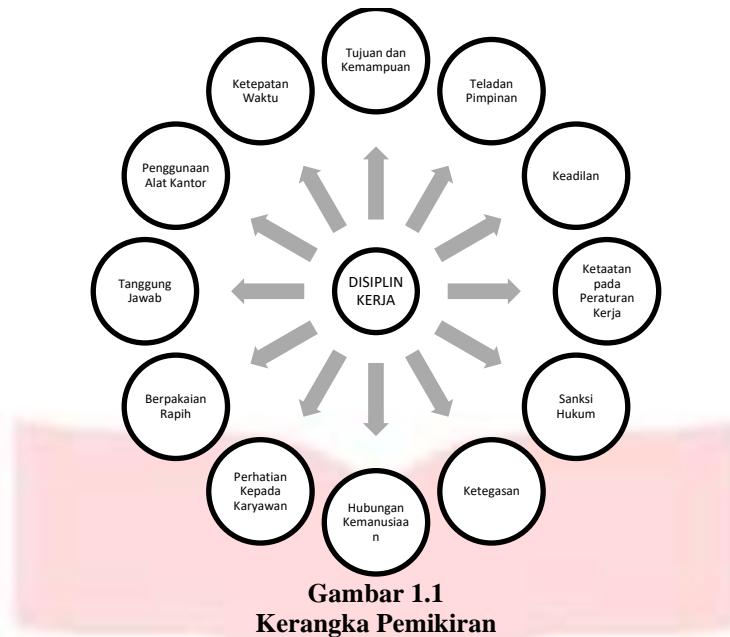 Tujuan dan
Kemampuan
Teladan
Pimpinan
Keadilan
Ketaatan
pada
Peraturan
Kerja
Sanksi
Hukum
Ketegasan
Hubungan
Kemanusiaa
n
Perhatian
Kepada
Karyawan
Berpakaian
Rapih
Tanggung
Jawab
Penggunaan
Alat Kantor
Ketepatan
Waktu
DISIPLIN
KERJA
Gambar 1.1
Kerangka Pemikiran